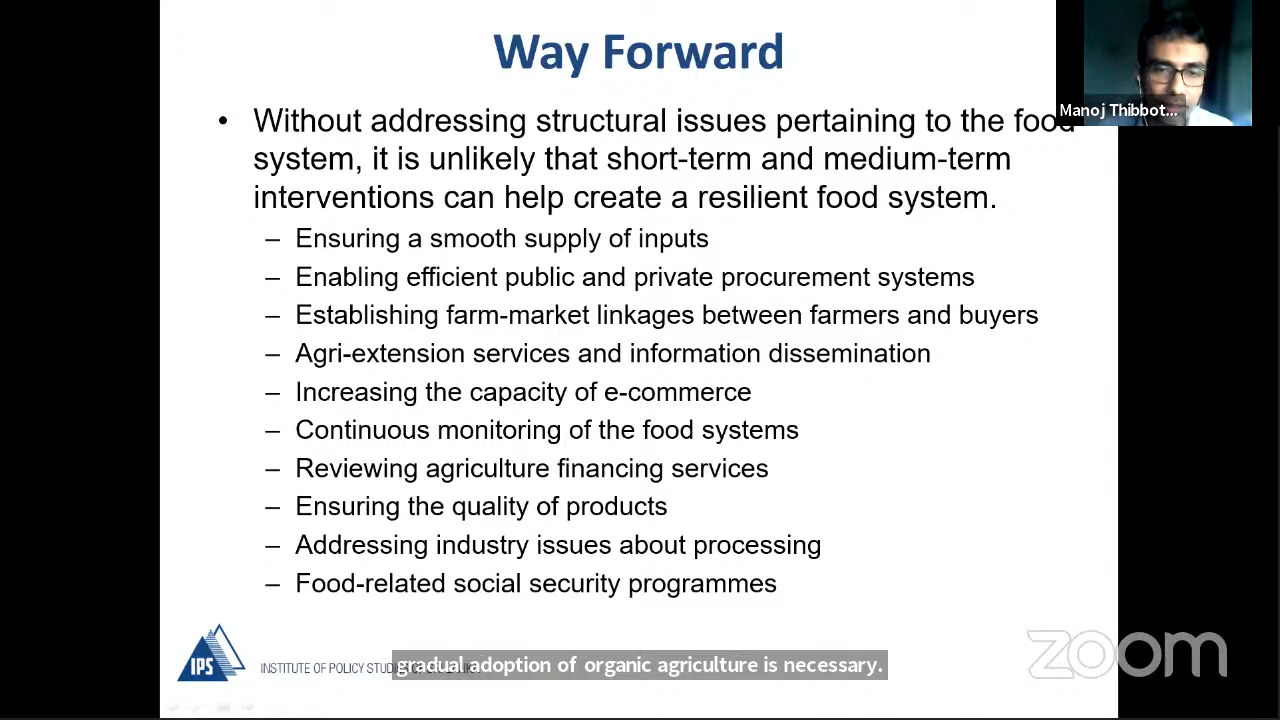 Way Forward
Manoj Thibbot...
• Without addressing structural issues pertaining to the food
system, it is unlikely that short-term and medium-term
interventions can help create a resilient food system.
– Ensuring a smooth supply of inputs
– Enabling efficient public and private procurement systems
– Establishing farm-market linkages between farmers and buyers
– Agri-extension services and information dissemination
– Increasing the capacity of e-commerce
– Continuous monitoring of the food systems
– Reviewing agriculture financing services
– Ensuring the quality of products
– Addressing industry issues about processing
– Food-related social security programmes
IPS
INSTITUTE OF POLICY STUDIES
gradual adoption of organic agriculture is necessary.
zoom